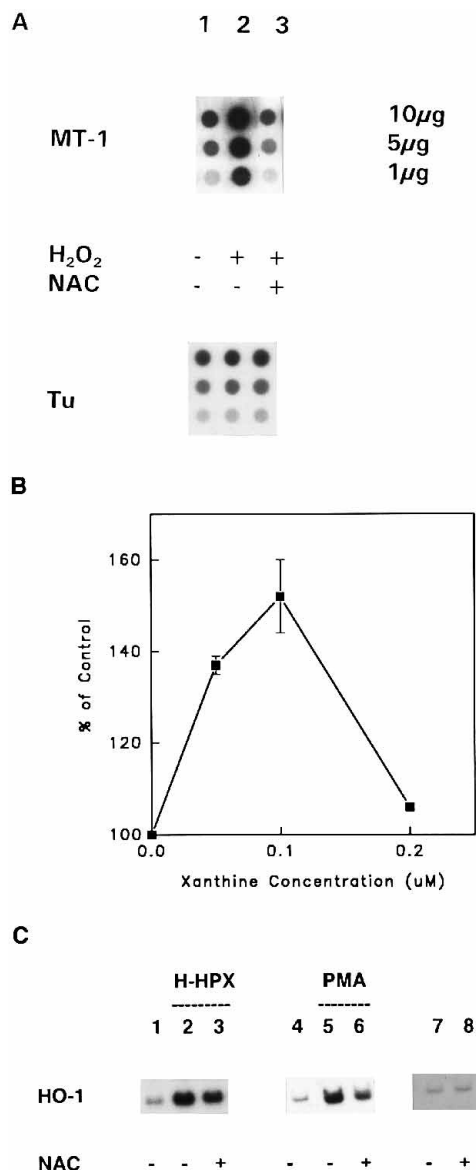 A
1 2 3
MT-1
10µg
5µg
1µg
H₂O₂ - + +
NAC - - +
Tu
B
160
140
120
100
% of Control
0.0 0.1 0.2
Xanthine Concentration (uM)
C
H-HPX PMA
1 2 3 4 5 6 7 8
HO-1
NAC - - + - - + - +